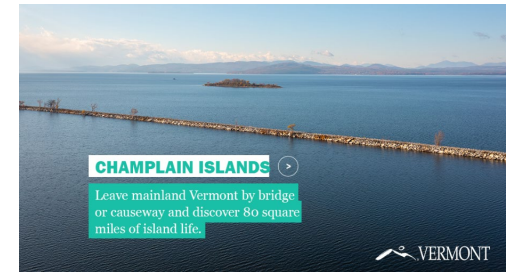 CHAMPLAIN ISLANDS >
Leave mainland Vermont by bridge
or causeway and discover 80 square
miles of island life.
VERMONT